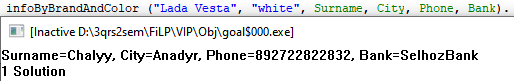 infoByBrandAndColor ("Lada Vesta", "white", Surname, City, Phone, Bank).
[Inactive D:\3qrs2sem\FiLP\VIP\Obj\goal$000.exe]
Surname=Chalyy, City=Anadyr, Phone=892722822832, Bank=SelhozBank
1 Solution